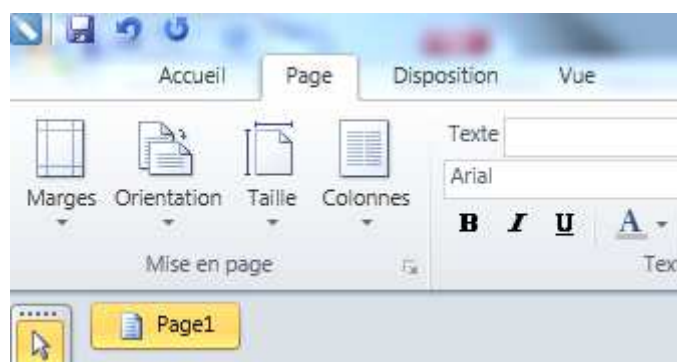 Accueil Page Disposition Vue
Texte
Arial
Marges Orientation Taille Colonnes
B I U A
Mise en page Tex
Page1